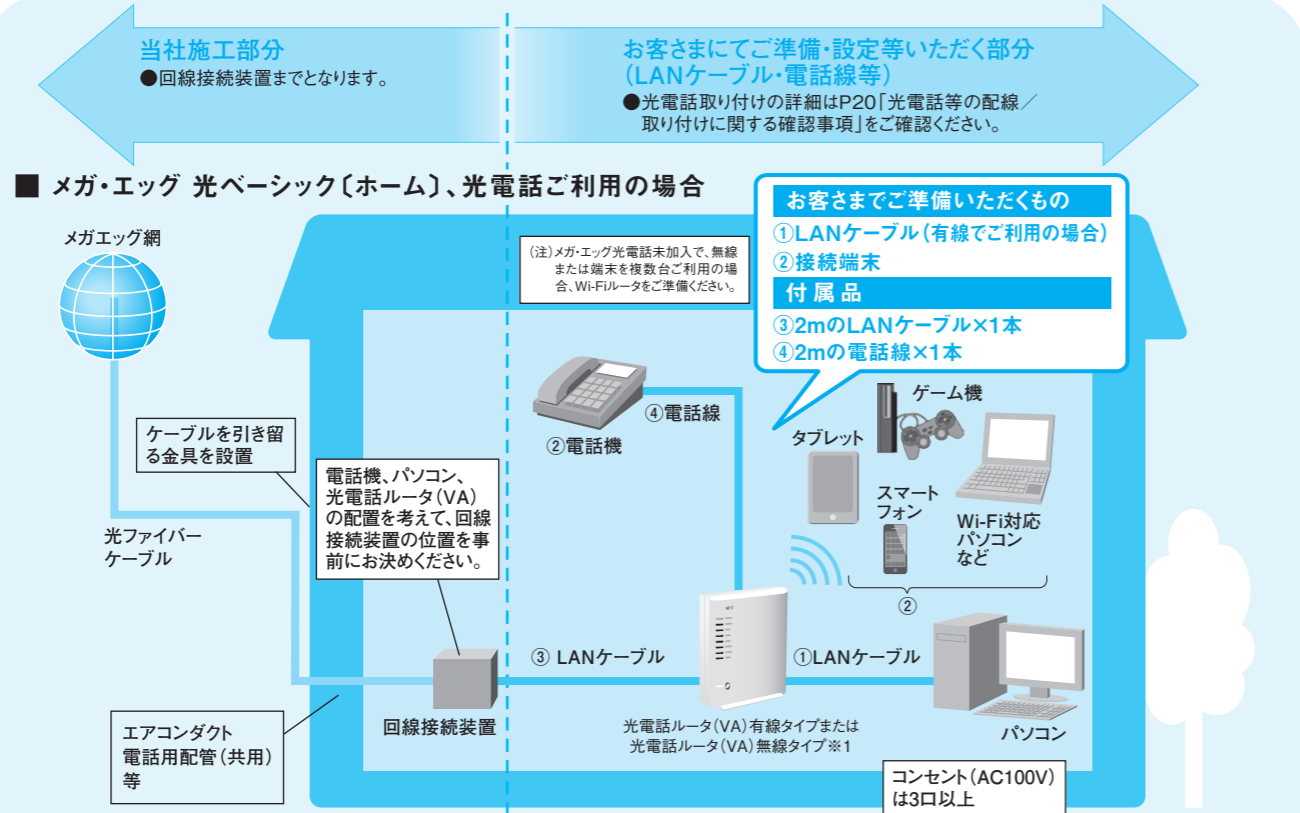 当社施工部分
●回線接続装置までとなります。
お客さまにてご準備・設定等いただく部分
(LANケーブル・電話線等)
●光電話取り付けの詳細はP20「光電話等の配線／
取り付けに関する確認事項」をご確認ください。
■ メガ・エッグ 光ベーシック〔ホーム〕、光電話ご利用の場合
お客さまでご準備いただくもの
①LANケーブル(有線でご利用の場合)
②接続端末
付属品
③2mのLANケーブル×1本
④2mの電話線×1本
メガエッグ網
(注)メガ・エッグ光電話未加入で、無線
または端末を複数台ご利用の場
合、Wi-Fiルータをご準備ください。
ケーブルを引き留
る金具を設置
電話機、パソコン、
光電話ルータ(VA)
の配置を考えて、回線
接続装置の位置を事
前にお決めください。
光ファイバー
ケーブル
④電話線
②電話機
ゲーム機
タブレット
スマート
フォン
Wi-Fi対応
パソコン
など
②
③ LANケーブル
①LANケーブル
回線接続装置
光電話ルータ(VA)有線タイプまたは
光電話ルータ(VA)無線タイプ※1
パソコン
エアコンダクト
電話用配管(共用)
等
コンセント(AC100V)
は3口以上